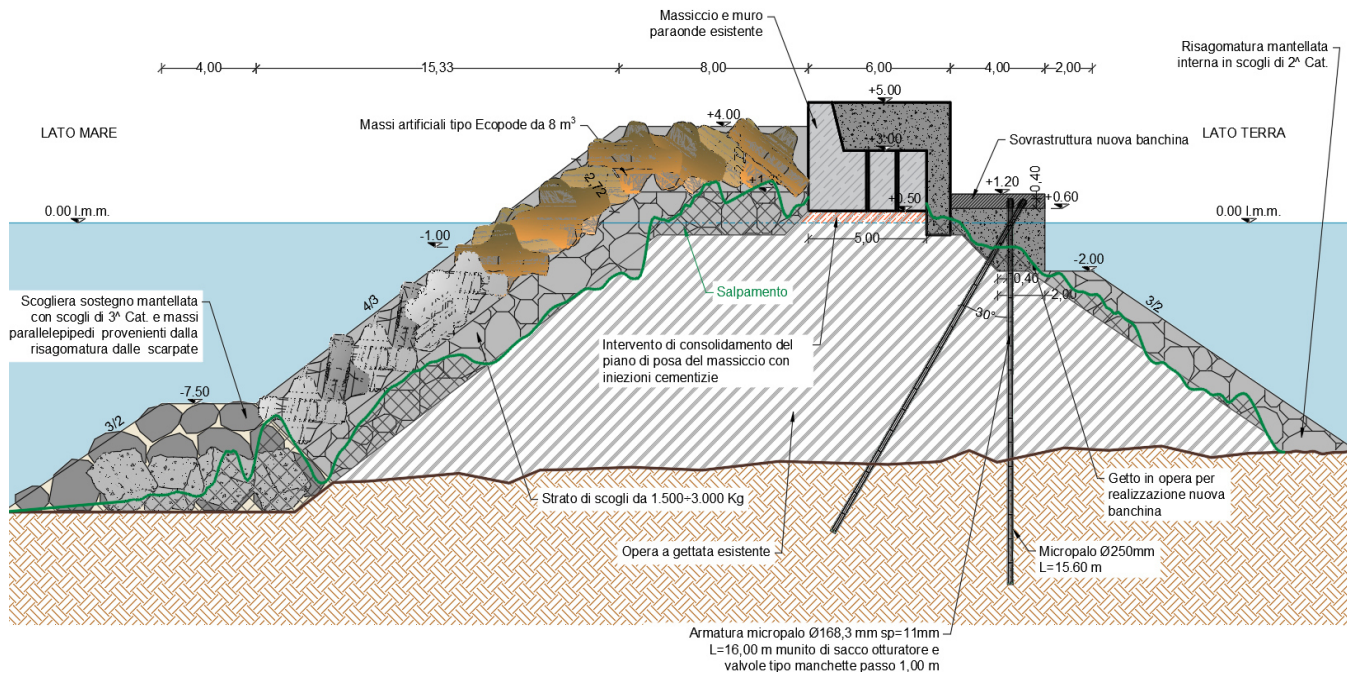 Massiccio e muro
paraonde esistente
Risagomatura mantellata
interna in scogli di 2^ Cat.
4,00
15,33
8,00
6,00
4,00
2,00
+5.00
+4.00
LATO MARE
Massi artificiali tipo Ecopode da 8 m³
LATO TERRA
+3.00
Sovrastruttura nuova banchina
2,72
+1.20
0,40
+0.60
+0.50
0.00 l.m.m.
0.00 l.m.m.
-1.00
5,00
-2.00
Salpamento
0,40
2,00
30°
3/2
4/3
Scogliera sostegno mantellata
con scogli di 3^ Cat. e massi
parallelepipedi provenienti dalla
risagomatura dalle scarpate
Intervento di consolidamento del
piano di posa del massiccio con
iniezioni cementizie
-7.50
3/2
Strato di scogli da 1.500÷3.000 Kg
Getto in opera per
realizzazione nuova
banchina
Opera a gettata esistente
Micropalo Ø250mm
L=15.60 m
Armatura micropalo Ø168,3 mm sp=11mm
L=16,00 m munito di sacco otturatore e
valvole tipo manchette passo 1,00 m